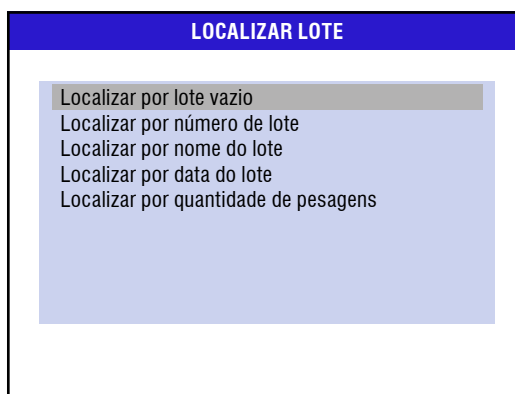 LOCALIZAR LOTE
Localizar por lote vazio
Localizar por número de lote
Localizar por nome do lote
Localizar por data do lote
Localizar por quantidade de pesagens